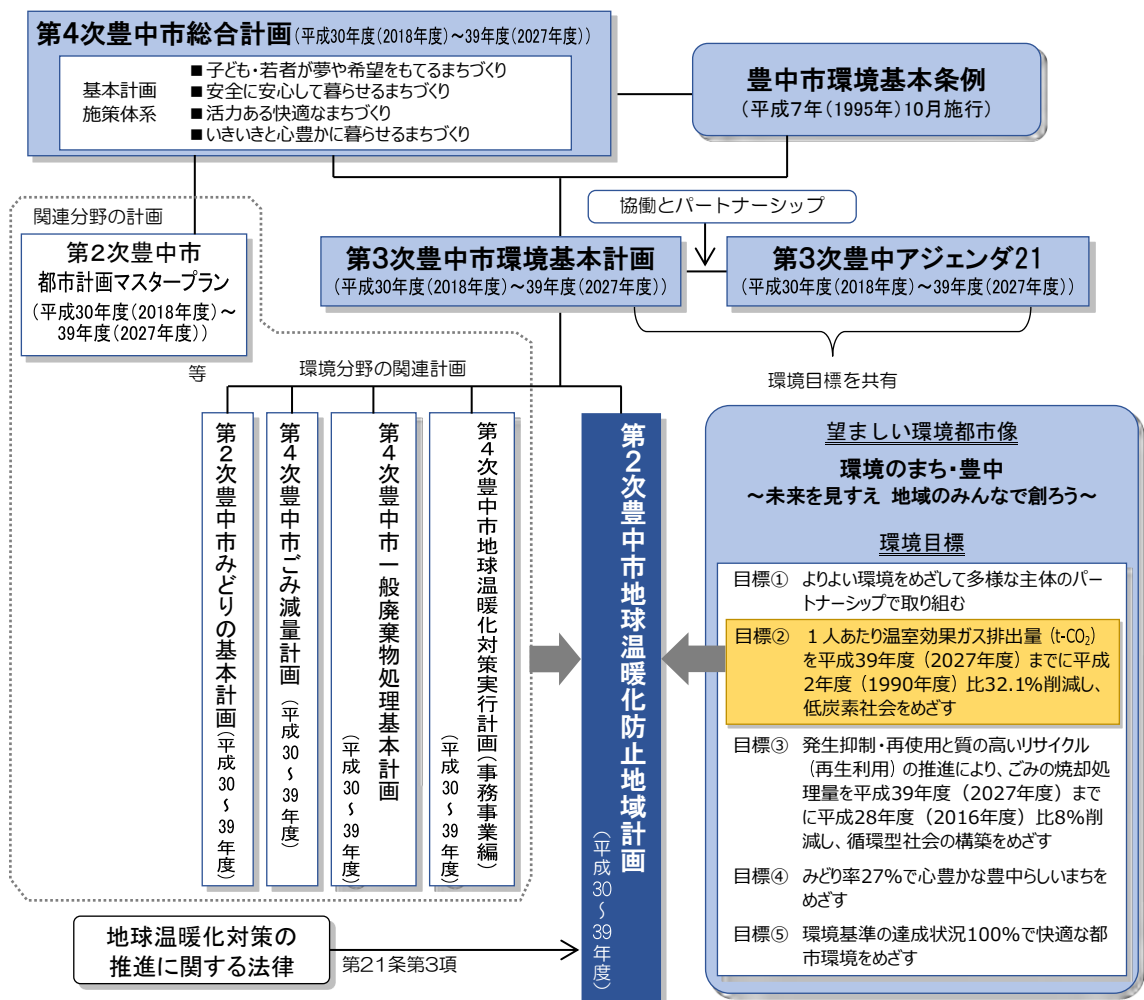 第4次豊中市総合計画(平成30年度(2018年度)～39年度(2027年度))
基本計画
施策体系
■ 子ども・若者が夢や希望をもてるまちづくり
■ 安全に安心して暮らせるまちづくり
■ 活力ある快適なまちづくり
■ いきいきと心豊かに暮らせるまちづくり
豊中市環境基本条例
(平成7年(1995年)10月施行)
関連分野の計画
第2次豊中市
都市計画マスタープラン
(平成30年度(2018年度)～
39年度(2027年度))
等
協働とパートナーシップ
第3次豊中市環境基本計画
(平成30年度(2018年度)～39年度(2027年度))
第3次豊中アジェンダ21
(平成30年度(2018年度)～39年度(2027年度))
環境目標を共有
環境分野の関連計画
第2次豊中市みどりの基本計画(平成30～39年度)
第4次豊中市ごみ減量計画(平成30～39年度)
第4次豊中市一般廃棄物処理基本計画
(平成30～39年度)
第4次豊中市地球温暖化対策実行計画(事務事業編)
(平成30～39年度)
第2次豊中市地球温暖化防止地域計画
(平成30～39年度)
望ましい環境都市像
環境のまち・豊中
～未来を見すえ 地域のみんなで創ろう～
環境目標
目標① よりよい環境をめざして多様な主体のパー
トナーシップで取り組む
目標② 1人あたり温室効果ガス排出量(t-CO₂)
を平成39年度(2027年度)までに平成
2年度(1990年度)比32.1%削減し、
低炭素社会をめざす
目標③ 発生抑制・再使用と質の高いリサイクル
(再生利用)の推進により、ごみの焼却処
理量を平成39年度(2027年度)まで
に平成28年度(2016年度)比8%削
減し、循環型社会の構築をめざす
目標④ みどり率27%で心豊かな豊中らしいまちを
めざす
目標⑤ 環境基準の達成状況100%で快適な都
市環境をめざす
地球温暖化対策の
推進に関する法律
第21条第3項